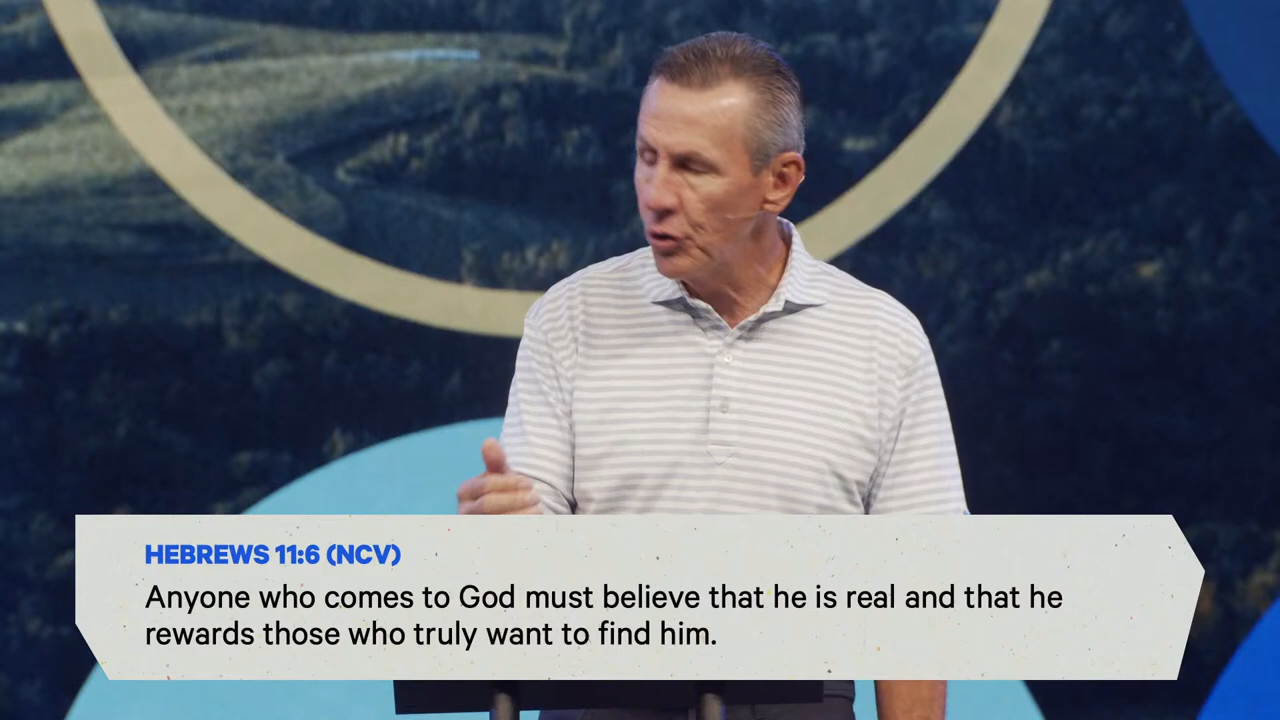 HEBREWS 11:6 (NCV)
Anyone who comes to God must believe that he is real and that he
rewards those who truly want to find him.